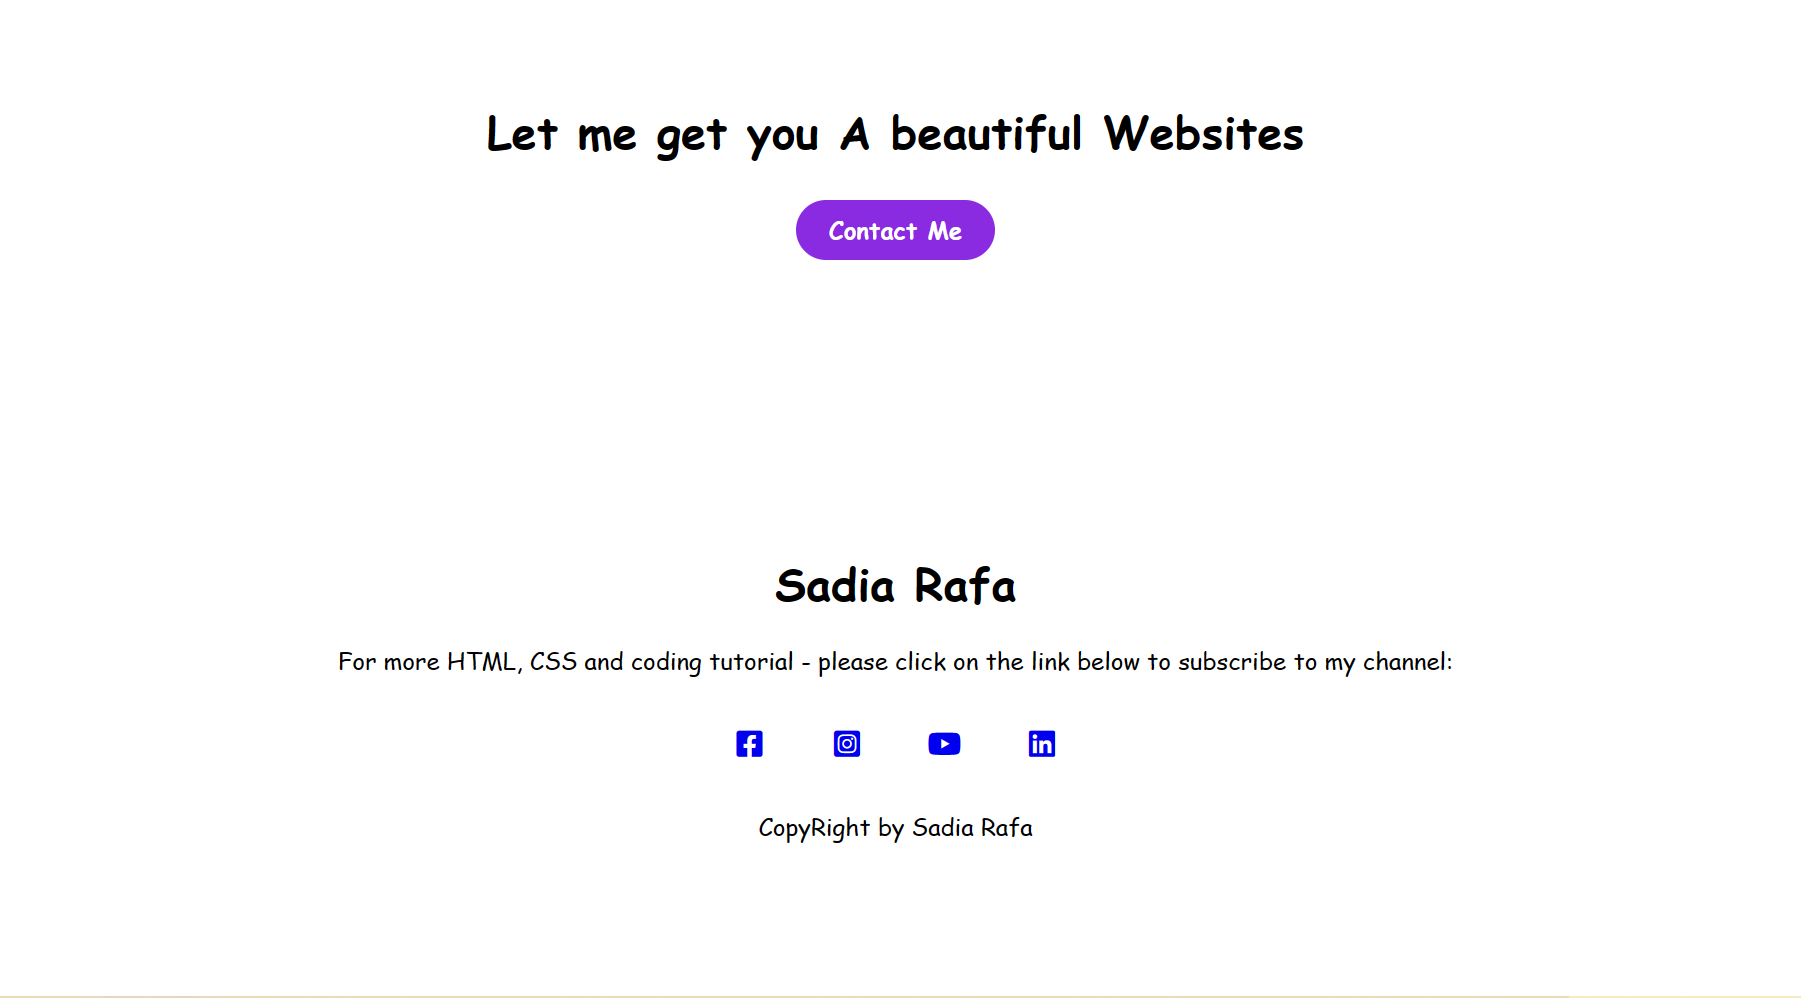 Let me get you A beautiful Websites
Contact Me
Sadia Rafa
For more HTML, CSS and coding tutorial - please click on the link below to subscribe to my channel:
CopyRight by Sadia Rafa